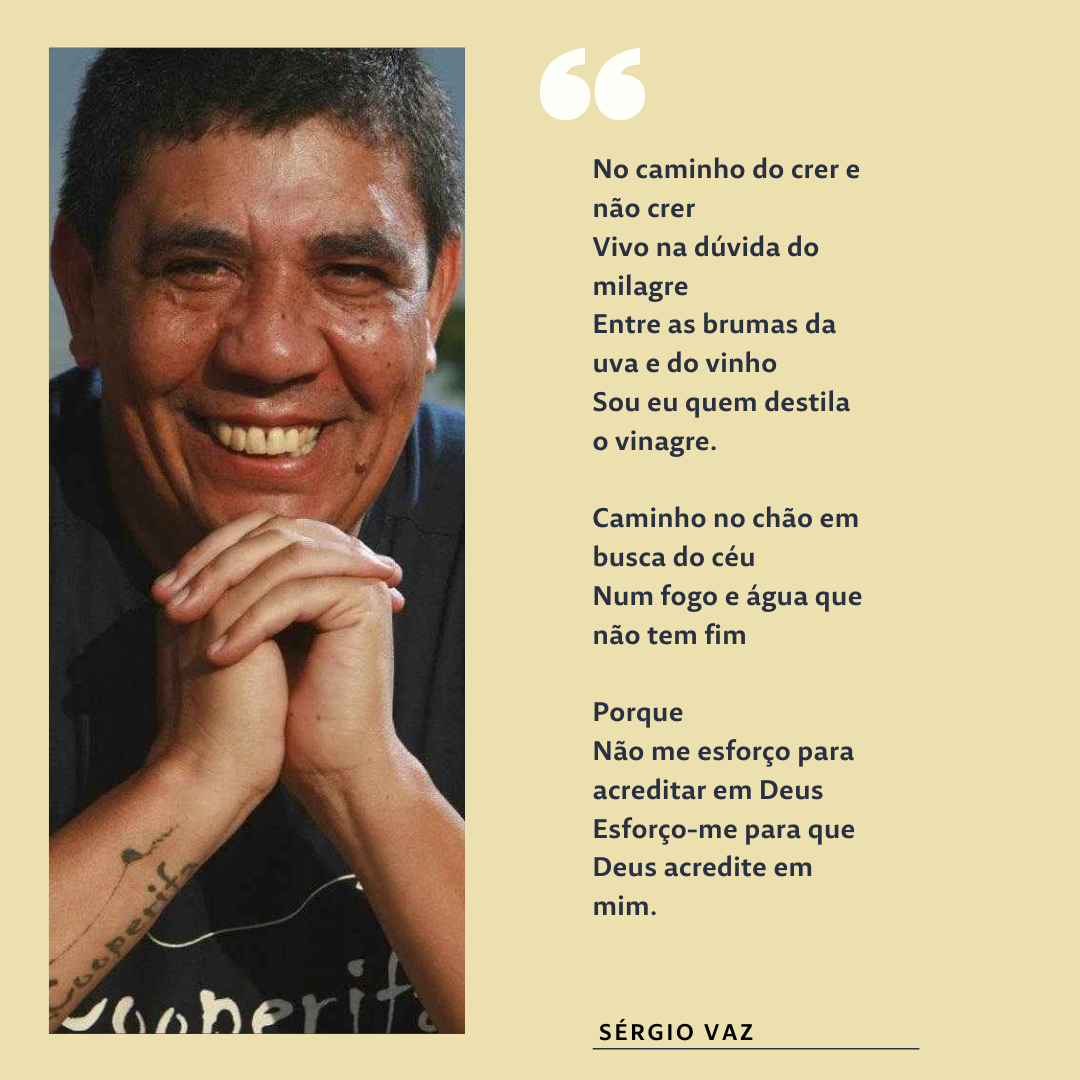 No caminho do crer e
não crer
Vivo na dúvida do
milagre
Entre as brumas da
uva e do vinho
Sou eu quem destila
o vinagre.
Caminho no chão em
busca do céu
Num fogo e água que
não tem fim
Porque
Não me esforço para
acreditar em Deus
Esforço-me para que
Deus acredite em
mim.
SÉRGIO VAZ
Cooperifa
Cooperifa